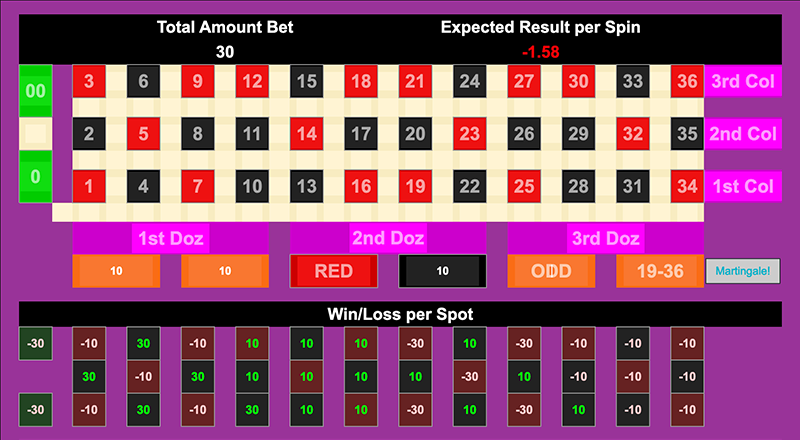 Total Amount Bet Expected Result per Spin
30 -1.58
00 3 6 9 12 15 18 21 24 27 30 33 36 3rd Col
2 5 8 11 14 17 20 23 26 29 32 35 2nd Col
0 1 4 7 10 13 16 19 22 25 28 31 34 1st Col
1st Doz 2nd Doz 3rd Doz
10 10 RED 10 ODD 19-36 Martingale!
Win/Loss per Spot
-30 -10 30 -10 10 10 10 -30 10 -30 -10 -10 -10
30 -10 30 10 10 10 10 -30 10 -30 -10 -10
-30 -10 30 -10 30 10 10 -30 10 -30 10 -10 -10